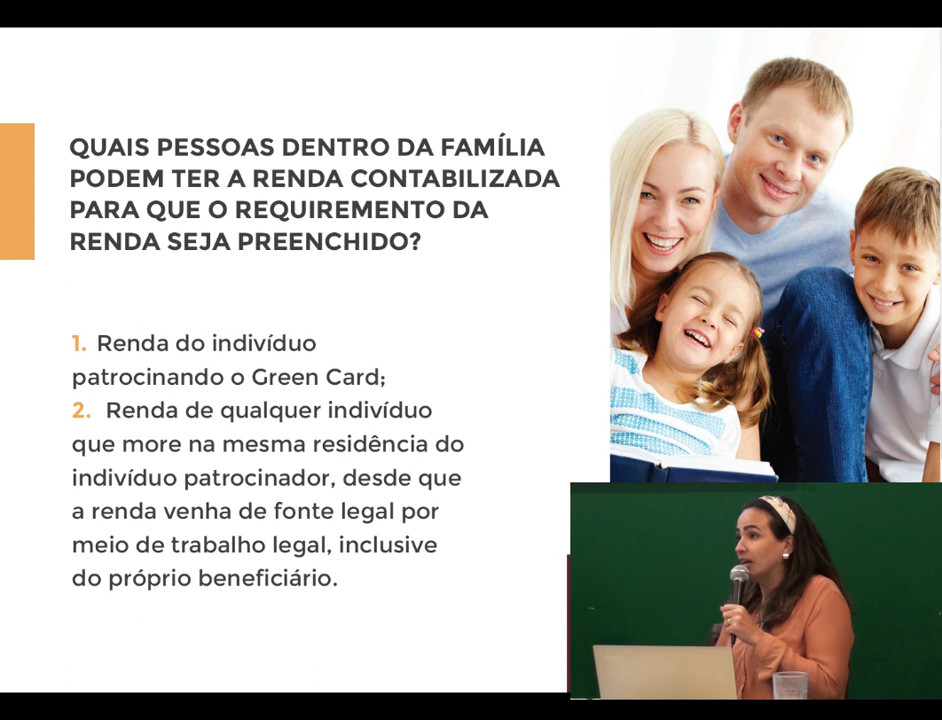 QUAIS PESSOAS DENTRO DA FAMÍLIA
PODEM TER A RENDA CONTABILIZADA
PARA QUE O REQUIREMENTO DA
RENDA SEJA PREENCHIDO?
1. Renda do indivíduo
patrocinando o Green Card;
2. Renda de qualquer indivíduo
que more na mesma residência do
indivíduo patrocinador, desde que
a renda venha de fonte legal por
meio de trabalho legal, inclusive
do próprio beneficiário.